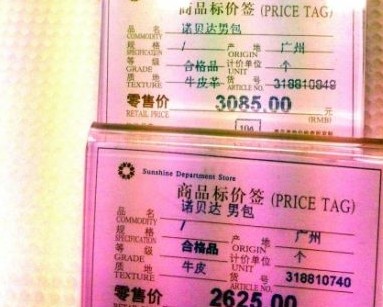 商品标价签 (PRICE TAG)
品名 诺贝达男包
COMMODITY
规格 / 产地 广州
SPECIFICATION ORIGIN
等级 合格品 计价单位 个
GRADE UNIT
质地 牛皮革 货号 318810849
TEXTURE ARTICLE NO.
零售价 3085.00 元
RETAIL PRICE (RMB)
Sunshine Department Store
商品标价签 (PRICE TAG)
品名 诺贝达 男包
COMMODITY
规格 / 产地 广州
SPECIFICATION ORIGIN
等级 合格品 计价单位 个
GRADE UNIT
质地 牛皮 货号 318810740
TEXTURE ARTICLE NO.
零售价 2625.00